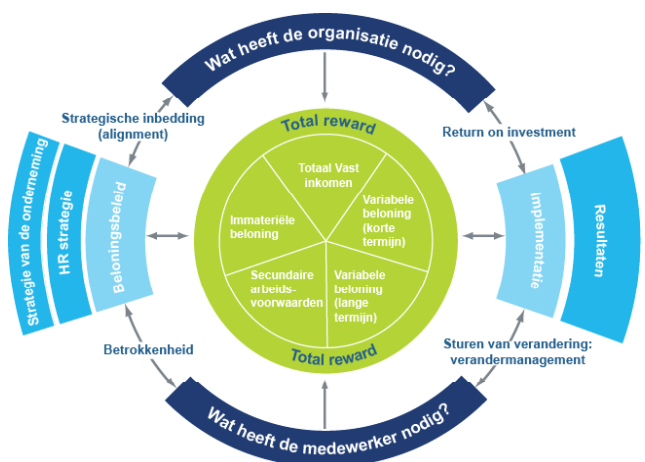 Wat heeft de organisatie nodig?
Strategische inbedding
(alignment)
Return on investment
Total reward
Totaal Vast
inkomen
Variabele
beloning
(korte
termijn)
Immateriële
beloning
Secundaire
arbeids-
voorwaarden
Variabele
beloning
(lange
termijn)
Total reward
Strategie van de onderneming
HR strategie
Beloningsbeleid
implementatie
Resultaten
Betrokkenheid
Sturen van verandering:
verandermanagement
Wat heeft de medewerker nodig?